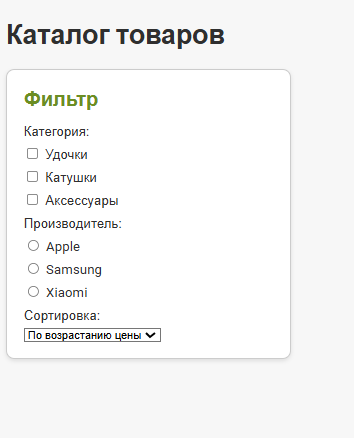 Каталог товаров
Фильтр
Категория:
Удочки
Катушки
Аксессуары
Производитель:
Apple
Samsung
Xiaomi
Сортировка:
По возрастанию цены